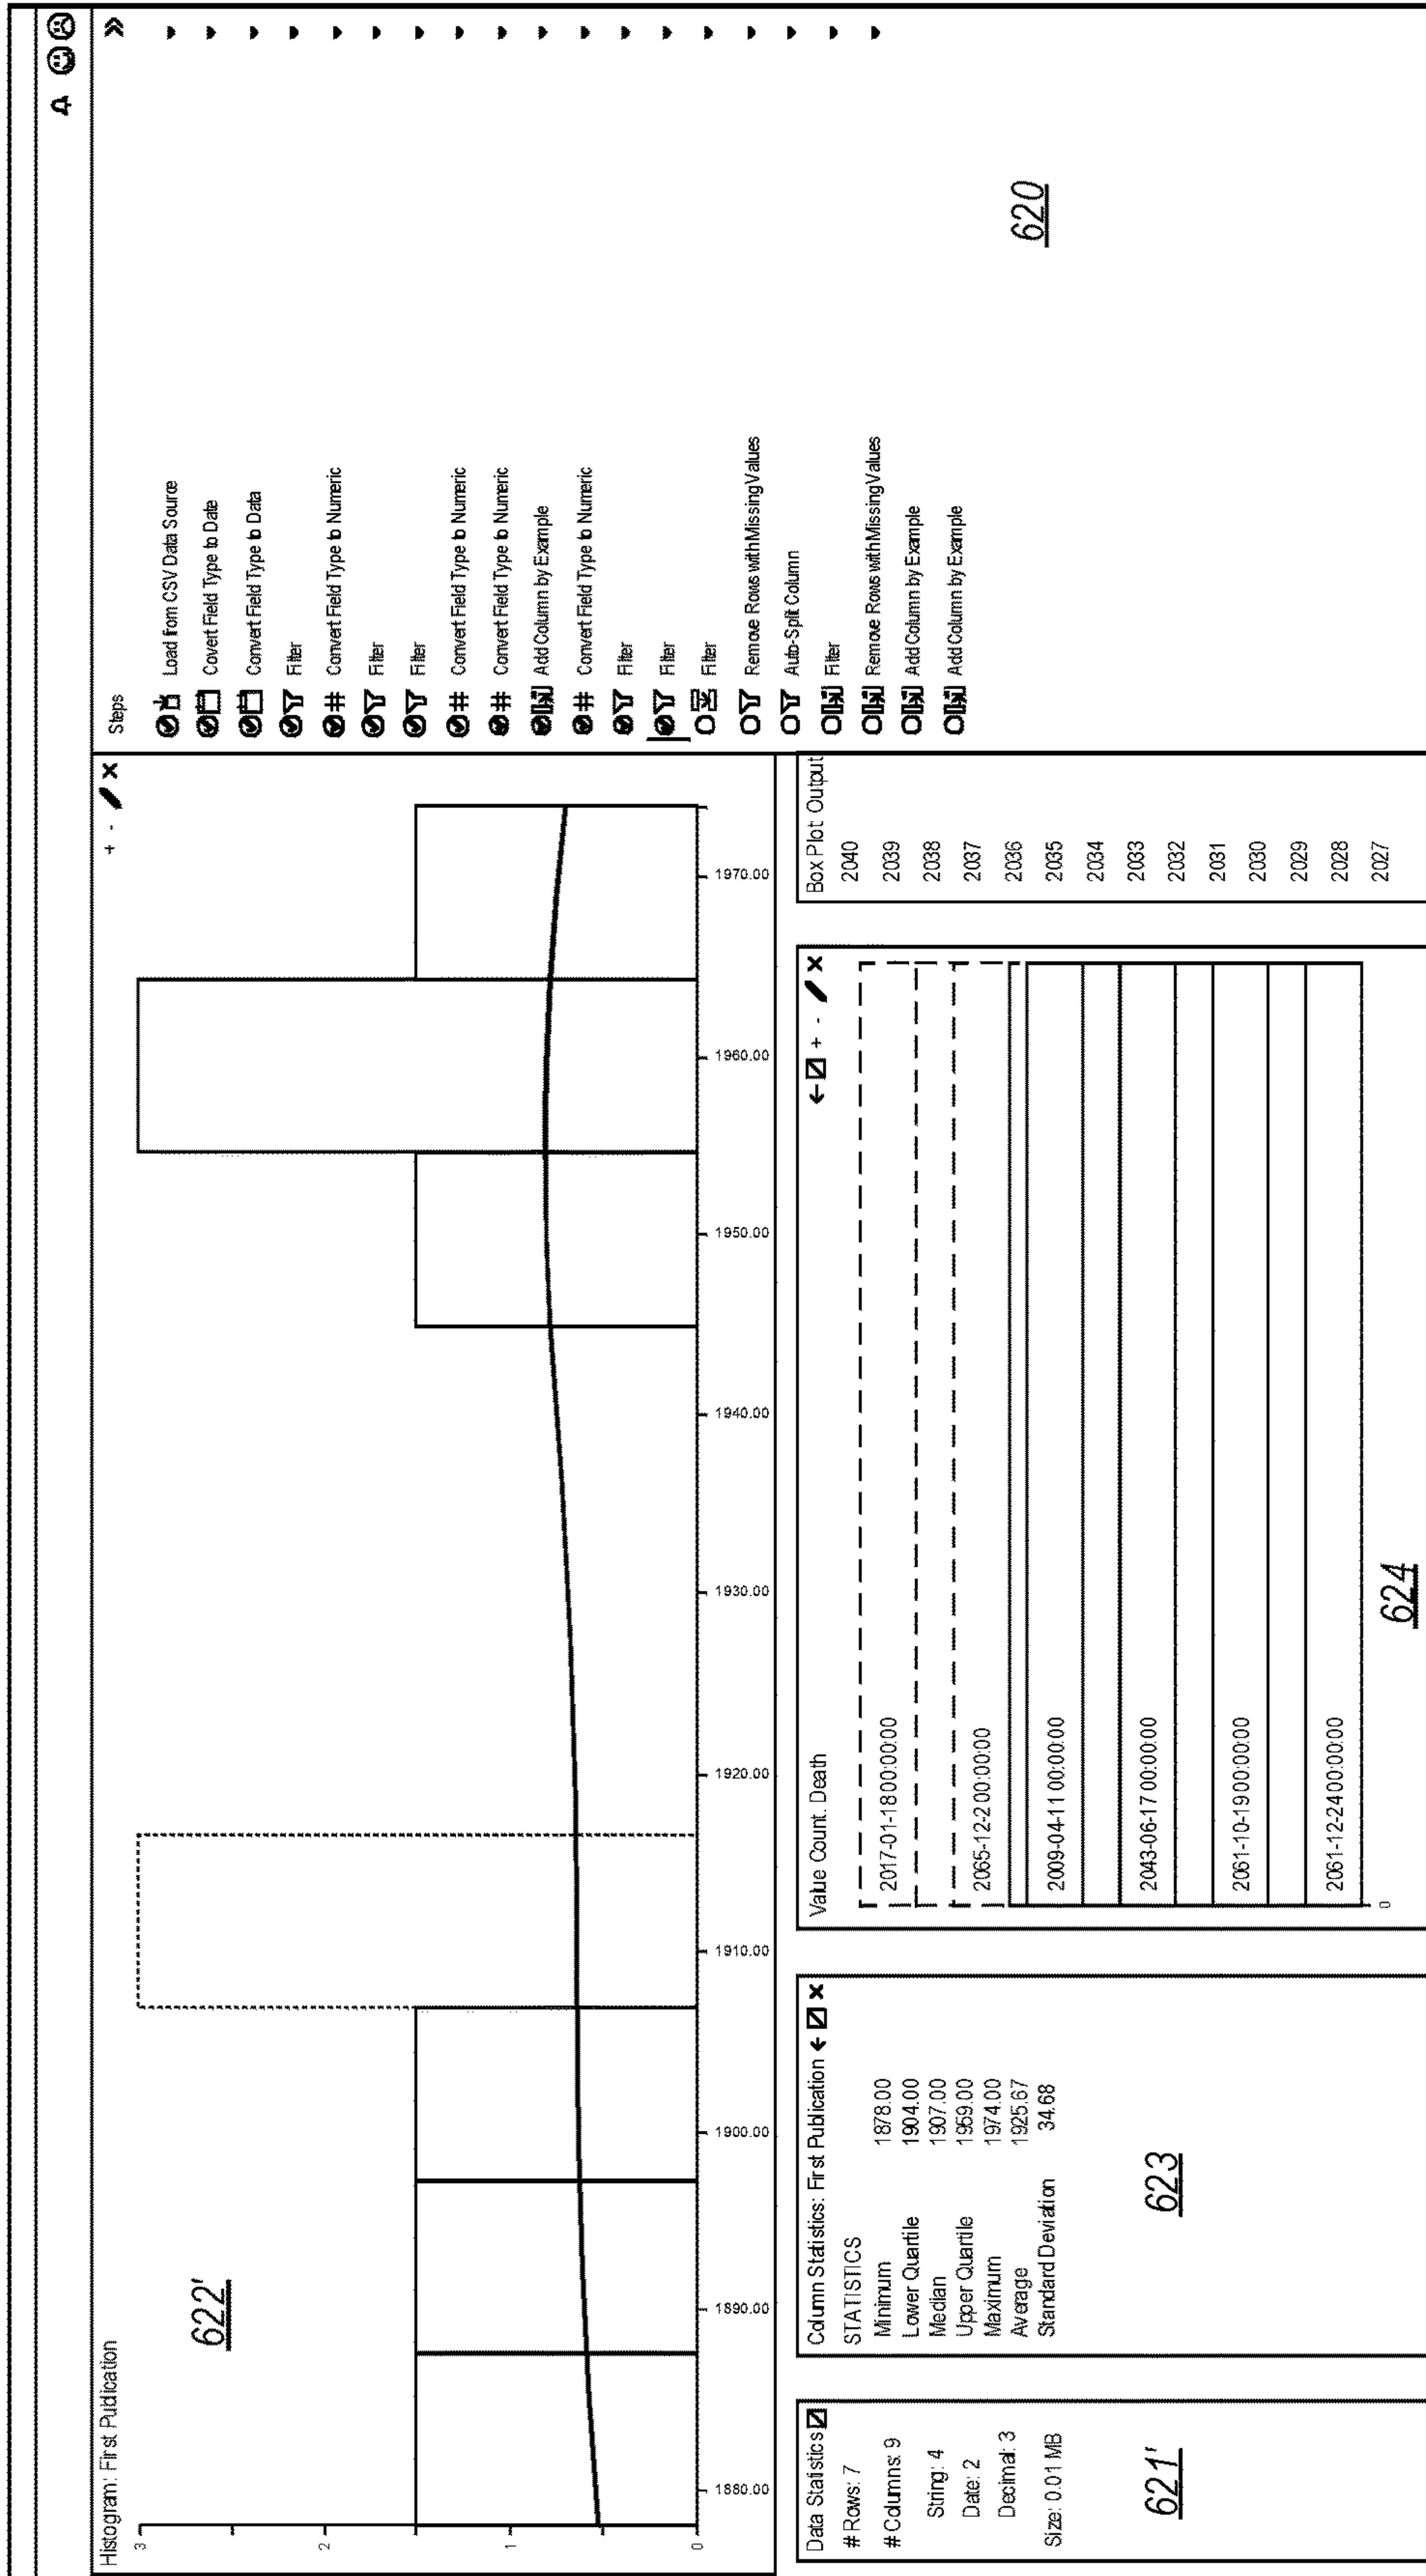 Histogram: First Publication
+ -
622'
3
2
1
0
1880.00 1890.00 1900.00 1910.00 1920.00 1930.00 1940.00 1950.00 1960.00 1970.00
Steps
Load from CSV Data Source
Covert Field Type to Date
Convert Field Type to Data
Filter
Convert Field Type to Numeric
Filter
Filter
Convert Field Type to Numeric
Convert Field Type to Numeric
Add Column by Example
Convert Field Type to Numeric
Filter
Filter
Filter
Remove Rows with Missing Values
Auto-Split Column
Filter
Remove Rows with Missing Values
Add Column by Example
Add Column by Example
620
Data Statistics
# Rows: 7
# Columns: 9
String: 4
Date: 2
Decimal: 3
Size: 0.01 MB
621'
Column Statistics: First Publication
STATISTICS
Minimum 1878.00
Lower Quartile 1904.00
Median 1907.00
Upper Quartile 1959.00
Maximum 1974.00
Average 1925.67
Standard Deviation 34.68
623
Value Count. Death + -
2017-01-18 00:00:00
2065-12-2 00:00:00
2009-04-11 00:00:00
2043-06-17 00:00:00
2061-10-19 00:00:00
2061-12-24 00:00:00
0
624
Box Plot Output
2040
2039
2038
2037
2036
2035
2034
2033
2032
2031
2030
2029
2028
2027